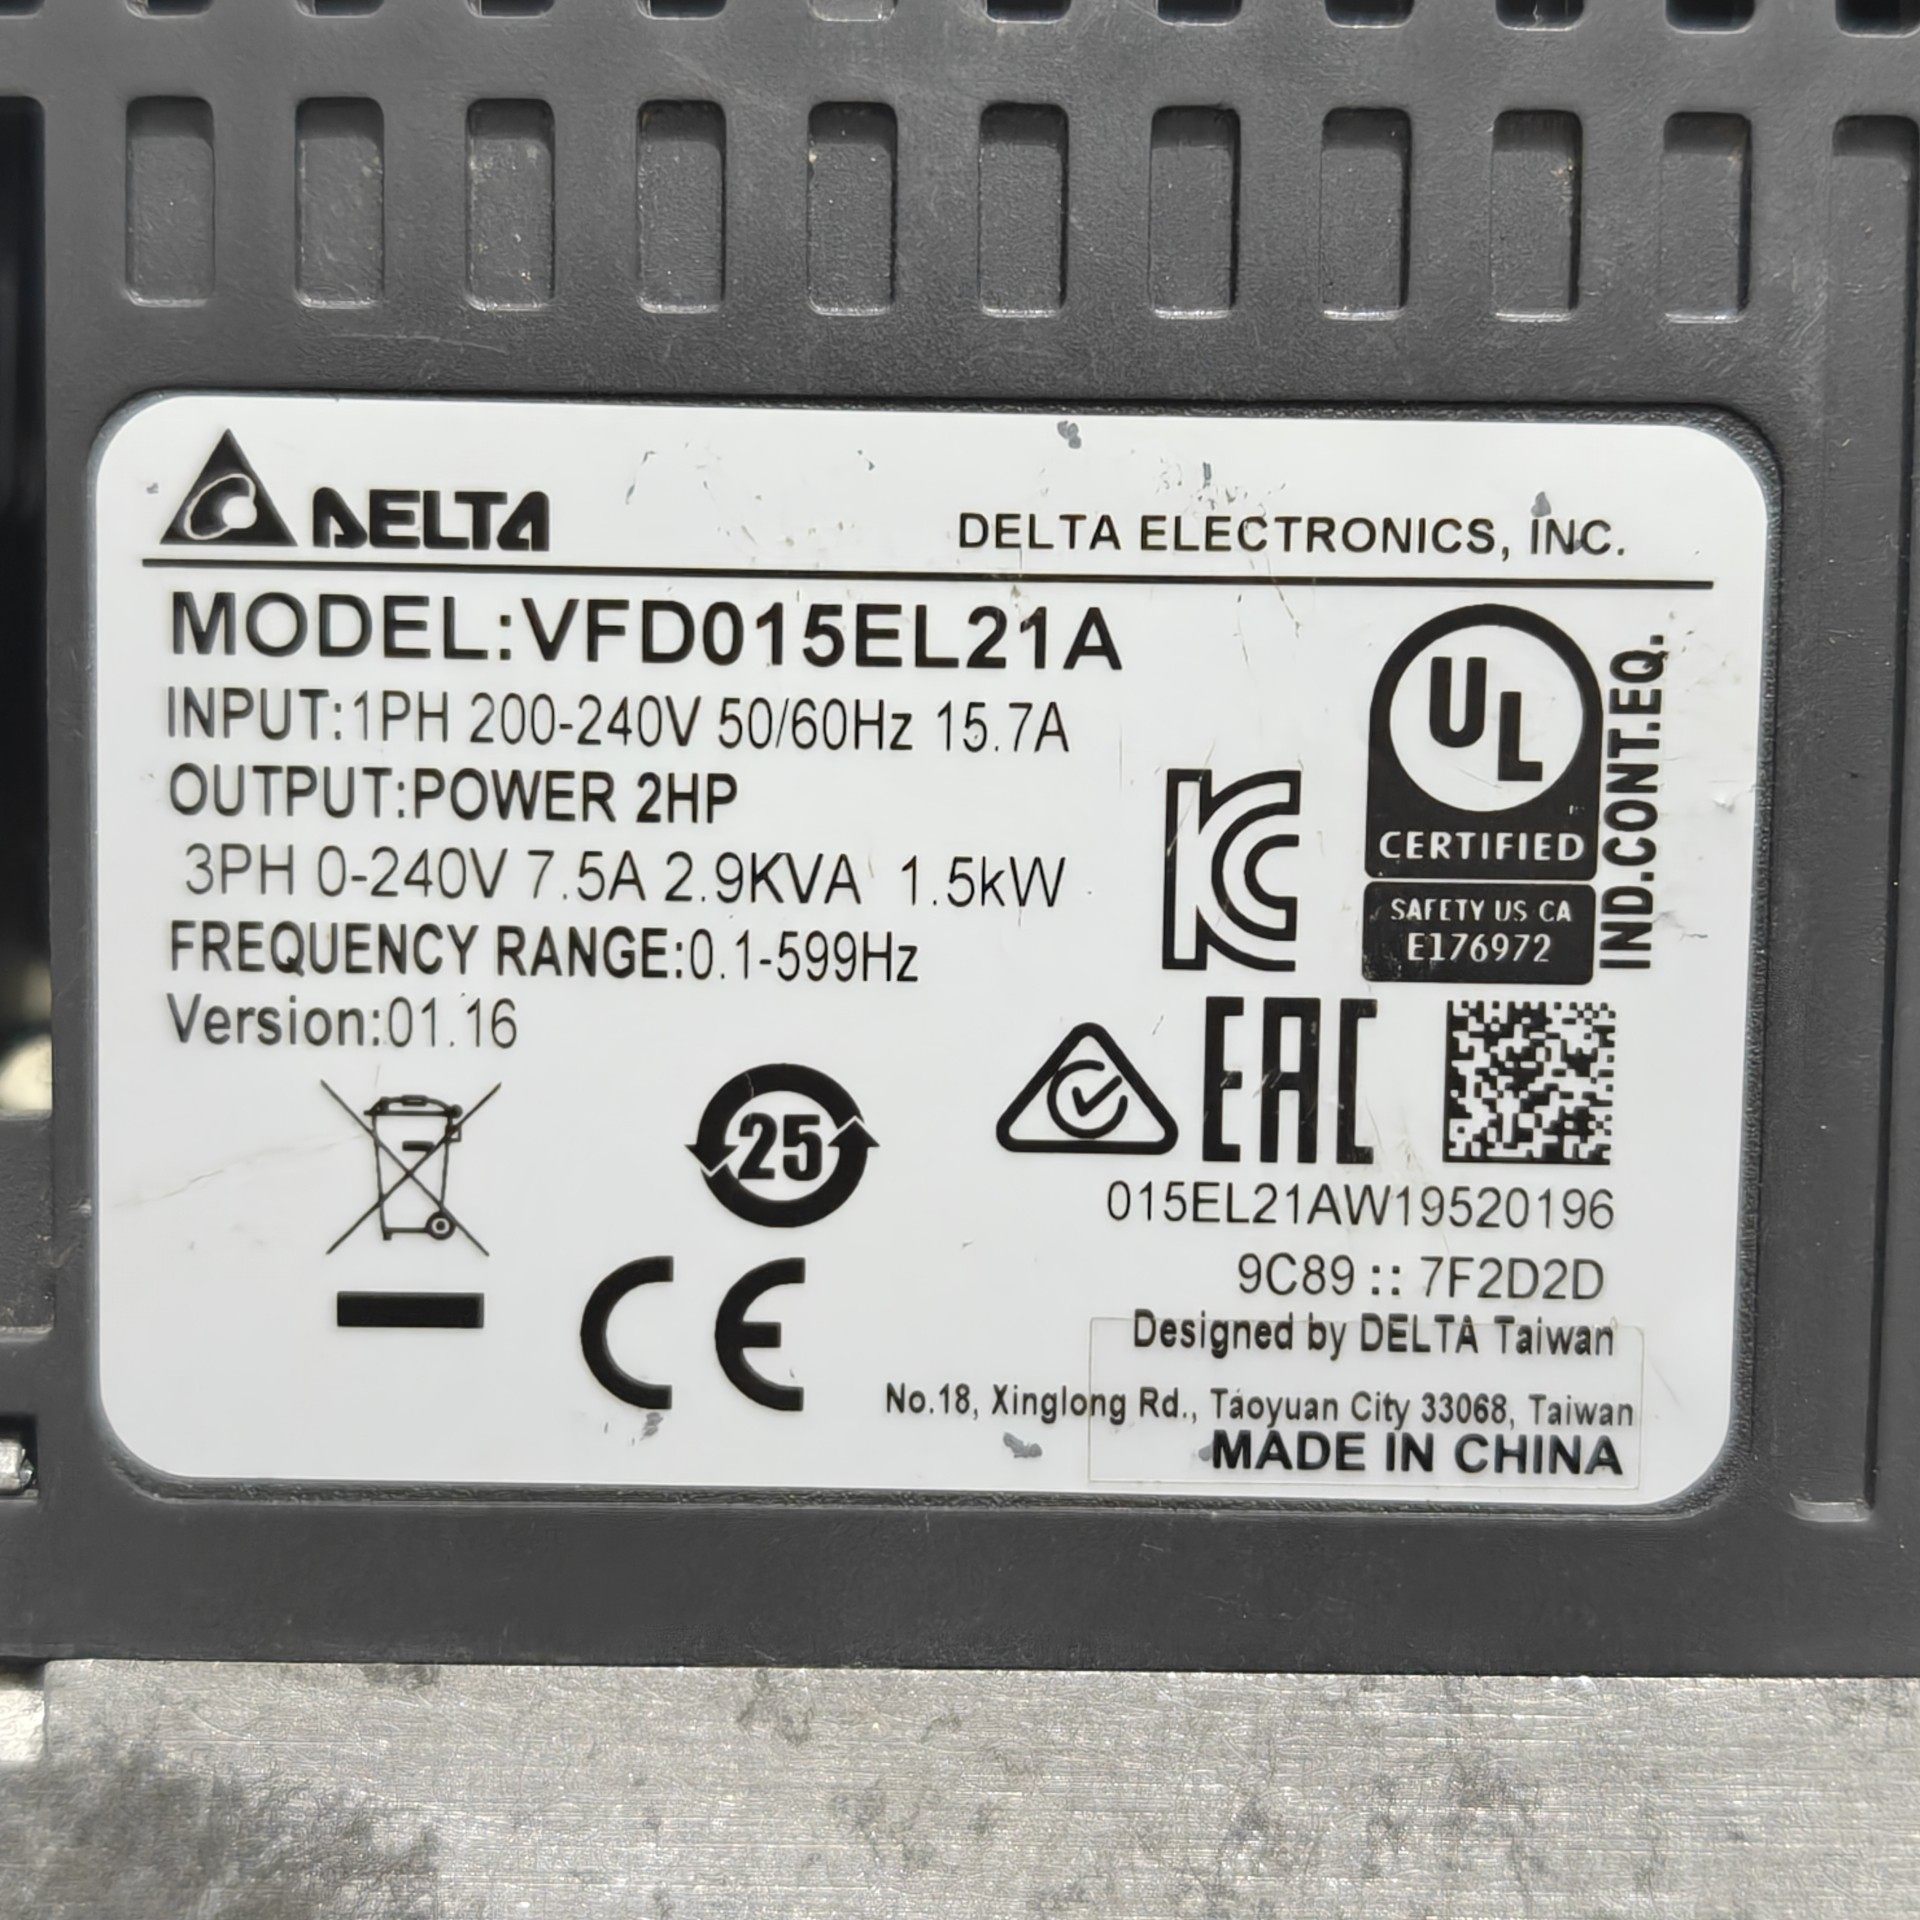 DELTA
DELTA ELECTRONICS, INC.
MODEL:VFD015EL21A
INPUT:1PH 200-240V 50/60Hz 15.7A
OUTPUT:POWER 2HP
3PH 0-240V 7.5A 2.9KVA 1.5kW
FREQUENCY RANGE:0.1-599Hz
Version:01.16
UL
CERTIFIED
SAFETY US CA
E176972
IND.CONT.EQ.
KC
25
EAC
CE
015EL21AW19520196
9C89 :: 7F2D2D
Designed by DELTA Taiwan
No.18, Xinglong Rd., Taoyuan City 33068, Taiwan
MADE IN CHINA